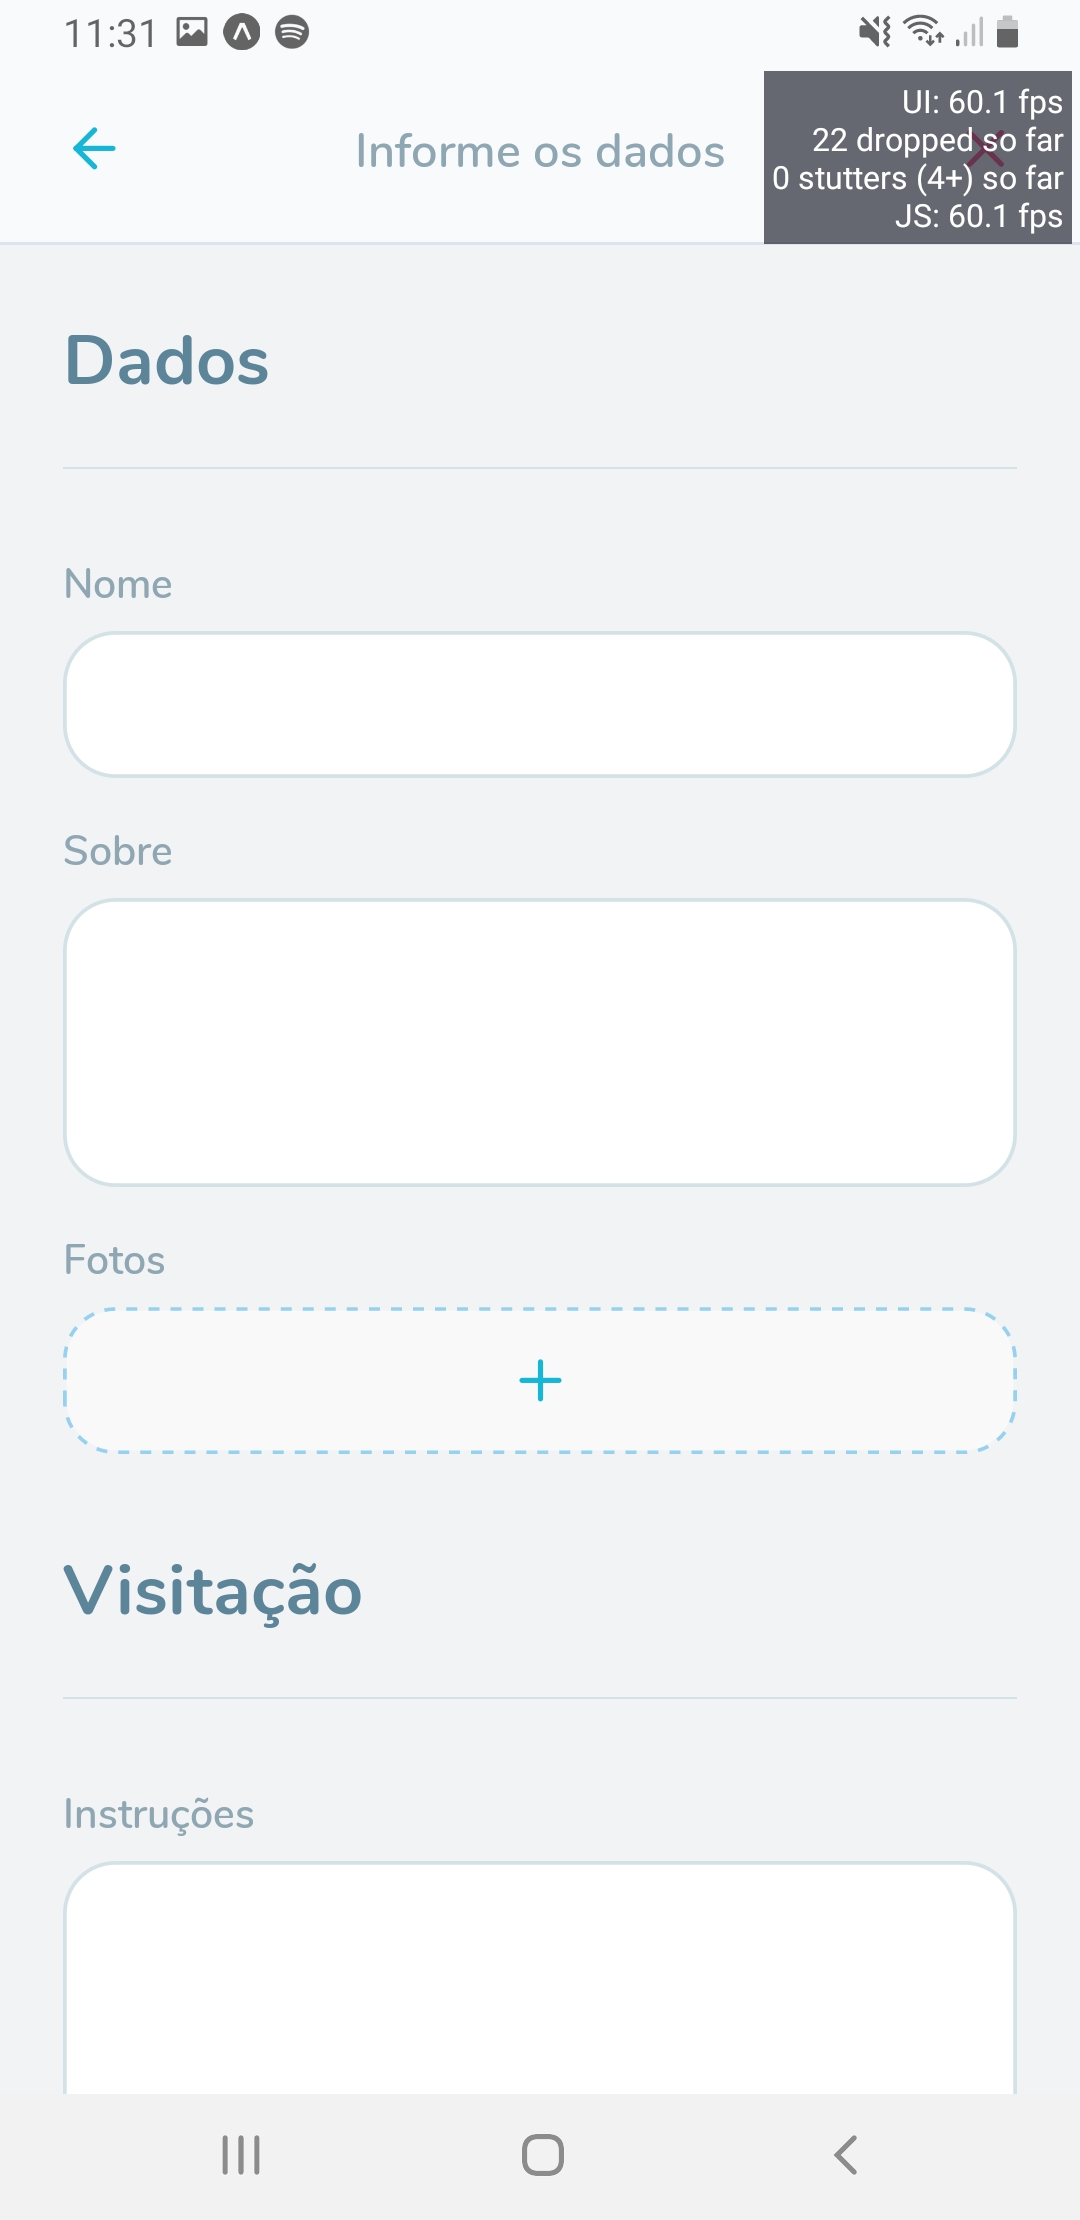 11:31
UI: 60.1 fps
22 dropped so far
0 stutters (4+) so far
JS: 60.1 fps
Informe os dados
Dados
Nome
Sobre
Fotos
Visitação
Instruções